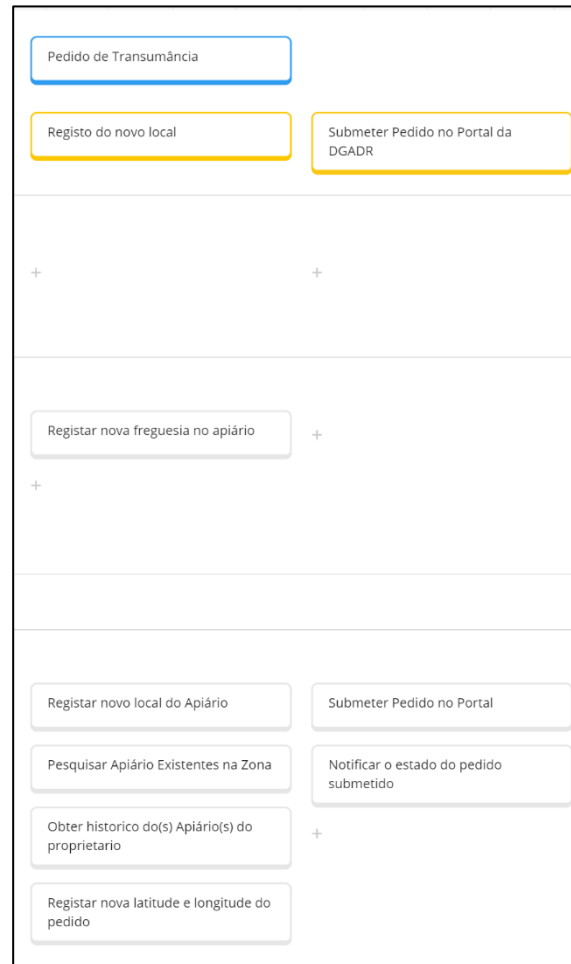 Pedido de Transumância
Registo do novo local
Submeter Pedido no Portal da
DGADR
+
+
Registar nova freguesia no apiário
+
+
Registar novo local do Apiário
Submeter Pedido no Portal
Pesquisar Apiário Existentes na Zona
Notificar o estado do pedido
submetido
Obter historico do(s) Apiário(s) do
proprietario
+
Registar nova latitude e longitude do
pedido